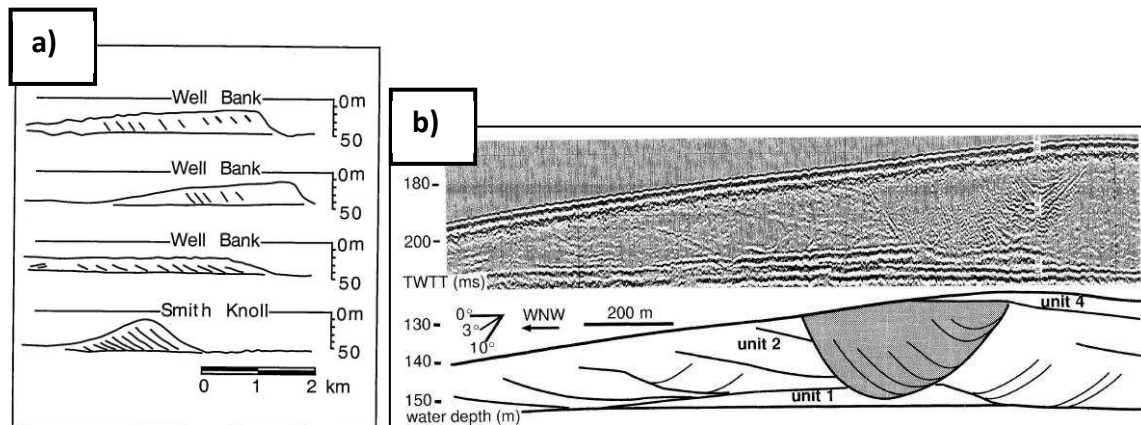 a)
Well Bank
0m
50
Well Bank
0m
50
Well Bank
0m
50
Smith Knoll
0m
50
0 1 2
km
b)
180
200
TWTT (ms)
0°
3°
10°
WNW
200 m
130
140
150
water depth (m)
unit 4
unit 2
unit 1